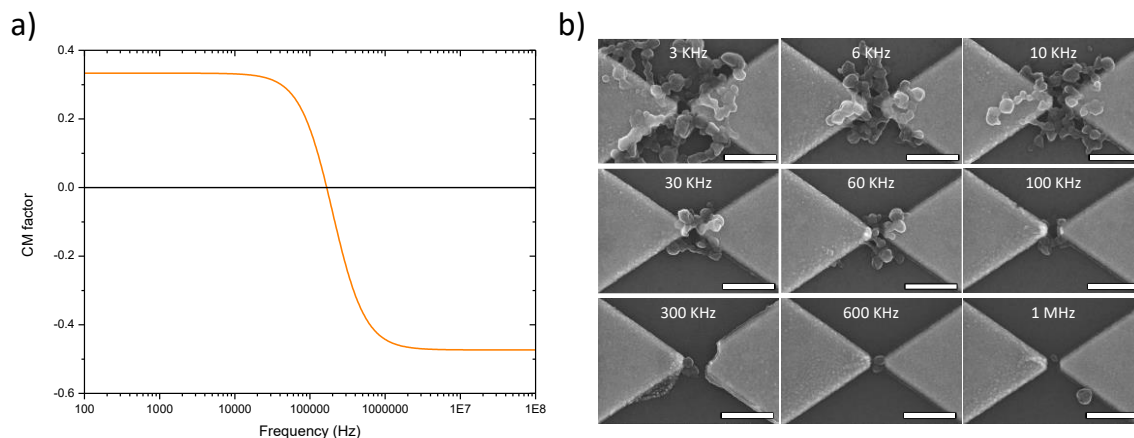 a)
0.4
0.2
0.0
-0.2
-0.4
-0.6
CM factor
100 1000 10000 100000 1000000 1E7 1E8
Frequency (Hz)
b)
3 KHz 6 KHz 10 KHz
30 KHz 60 KHz 100 KHz
300 KHz 600 KHz 1 MHz